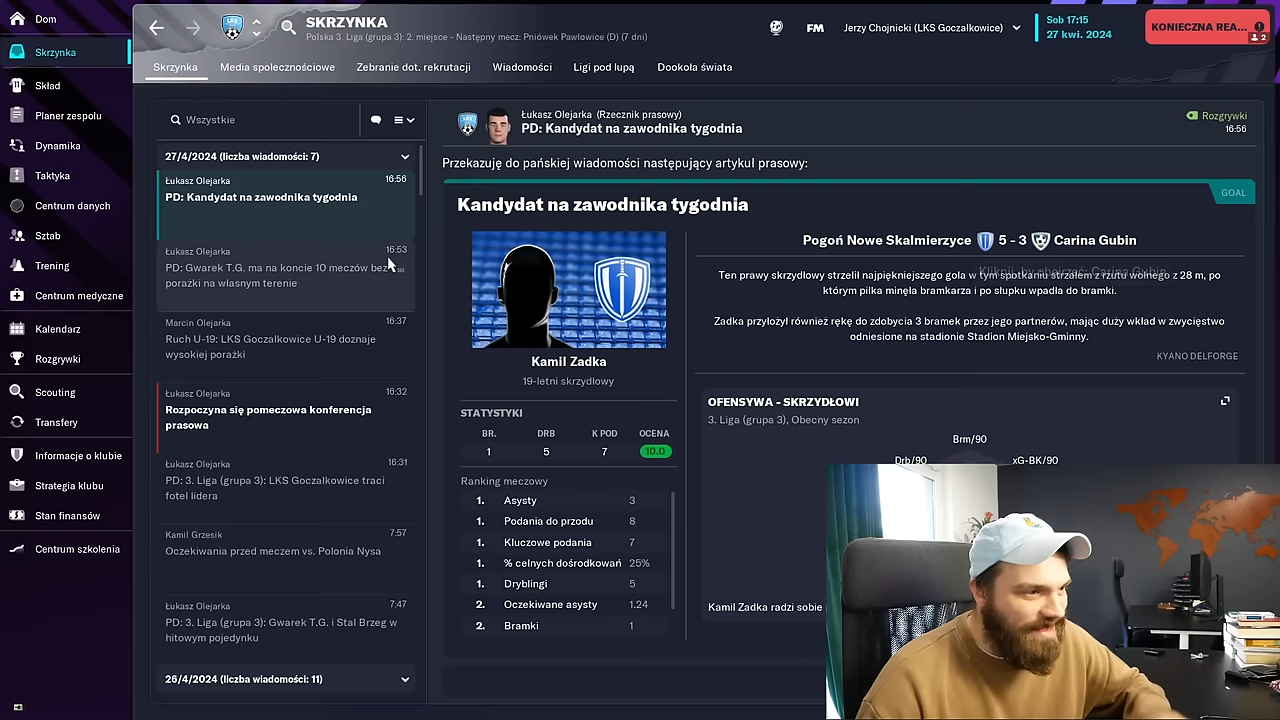 Dom
Skrzynka
Skład
Planer zespołu
Dynamika
Taktyka
Centrum danych
Sztab
Trening
Centrum medyczne
Kalendarz
Rozgrywki
Scouting
Transfery
Informacje o klubie
Strategia klubu
Stan finansów
Centrum szkolenia
SKRZYNKA
Polska 3. Liga (grupa 3): 2. miejsce - Następny mecz: Pniówek Pawłowice (D) (7 dni)
FM
Jerzy Chojnicki (LKS Goczalkowice)
Sob 17:15
27 kwi. 2024
KONIECZNA REA...
2
Skrzynka
Media społecznościowe
Zebranie dot. rekrutacji
Wiadomości
Ligi pod lupą
Dookoła świata
Wszystkie
27/4/2024 (liczba wiadomości: 7)
Łukasz Olejarka 16:56
PD: Kandydat na zawodnika tygodnia
Łukasz Olejarka 16:53
PD: Gwarek T.G. ma na koncie 10 meczów bez
porażki na własnym terenie
Marcin Olejarka 16:37
Ruch U-19: LKS Goczalkowice U-19 doznaje
wysokiej porażki
Łukasz Olejarka 16:32
Rozpoczyna się pomeczowa konferencja
prasowa
Łukasz Olejarka 16:31
PD: 3. Liga (grupa 3): LKS Goczalkowice traci
fotel lidera
Kamil Grzesik 7:57
Oczekiwania przed meczem vs. Polonia Nysa
Łukasz Olejarka 7:47
PD: 3. Liga (grupa 3): Gwarek T.G. i Stal Brzeg w
hitowym pojedynku
26/4/2024 (liczba wiadomości: 11)
Łukasz Olejarka (Rzecznik prasowy)
PD: Kandydat na zawodnika tygodnia
Rozgrywki
16:56
Przekazuję do pańskiej wiadomości następujący artykuł prasowy:
GOAL
Kandydat na zawodnika tygodnia
Kamil Zadka
19-letni skrzydłowy
STATYSTYKI
BR. DRB K POD OCENA
1 5 7 10.0
Ranking meczowy
1. Asysty 3
1. Podania do przodu 8
1. Kluczowe podania 7
1. % celnych dośrodkowań 25%
1. Dryblingi 5
2. Oczekiwane asysty 1.24
2. Bramki 1
Pogoń Nowe Skalmierzyce 5 - 3 Carina Gubin
Kliknij, by obejrzeć: Carina Gubin
Ten prawy skrzydłowy strzelił najpiękniejszego gola w tym spotkaniu strzałem z rzutu wolnego z 28 m, po
którym piłka minęła bramkarza i po słupku wpadła do bramki.
Zadka przyłożył również rękę do zdobycia 3 bramek przez jego partnerów, mając duży wkład w zwycięstwo
odniesione na stadionie Stadion Miejsko-Gminny.
KYANO DELFORGE
OFENSYWA - SKRZYDŁOWI
3. Liga (grupa 3), Obecny sezon
Brm/90
Drb/90 xG-BK/90
Kamil Zadka radzi sobie